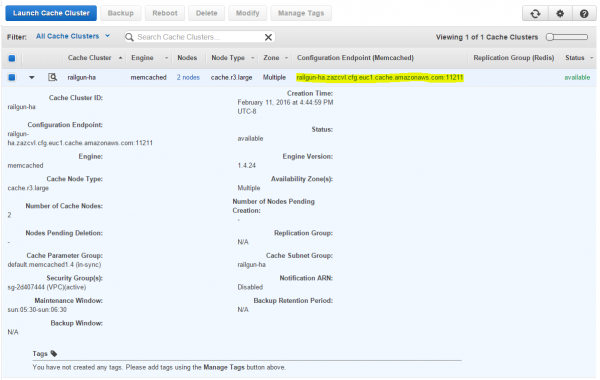 Launch Cache Cluster Backup Reboot Delete Modify Manage Tags
Filter: All Cache Clusters Search Cache Clusters... Viewing 1 of 1 Cache Clusters
Cache Cluster Engine Nodes Node Type Zone Configuration Endpoint (Memcached) Replication Group (Redis) Status
railgun-ha memcached 2 nodes cache.r3.large Multiple railgun-ha.zazcvl.cfg.euc1.cache.amazonaws.com:11211 available
Cache Cluster ID:
railgun-ha
Creation Time:
February 11, 2016 at 4:44:59 PM
UTC-8
Configuration Endpoint:
railgun-
ha.zazcvl.cfg.euc1.cache.amazonaws.com:11211
Status:
available
Engine:
memcached
Engine Version:
1.4.24
Cache Node Type:
cache.r3.large
Availability Zone(s):
Multiple
Number of Cache Nodes:
2
Number of Nodes Pending
Creation:
-
Nodes Pending Deletion:
-
Replication Group:
N/A
Cache Parameter Group:
default.memcached1.4 (in-sync)
Cache Subnet Group:
railgun-ha
Security Group(s):
sg-2d407444 (VPC)(active)
Notification ARN:
Disabled
Maintenance Window:
sun:05:30-sun:06:30
Backup Retention Period:
N/A
Backup Window:
N/A
Tags
You have not created any tags. Please add tags using the Manage Tags button above.